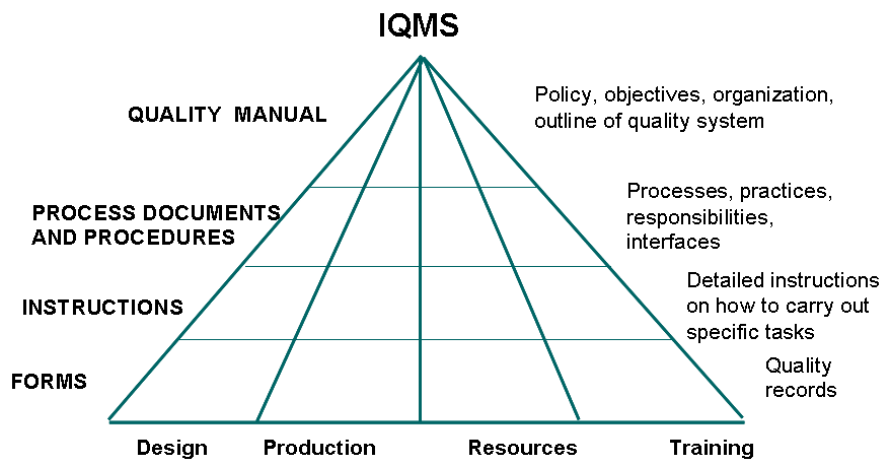 IQMS
QUALITY MANUAL
Policy, objectives, organization,
outline of quality system
PROCESS DOCUMENTS
AND PROCEDURES
Processes, practices,
responsibilities,
interfaces
INSTRUCTIONS
Detailed instructions
on how to carry out
specific tasks
FORMS
Quality
records
Design Production Resources Training